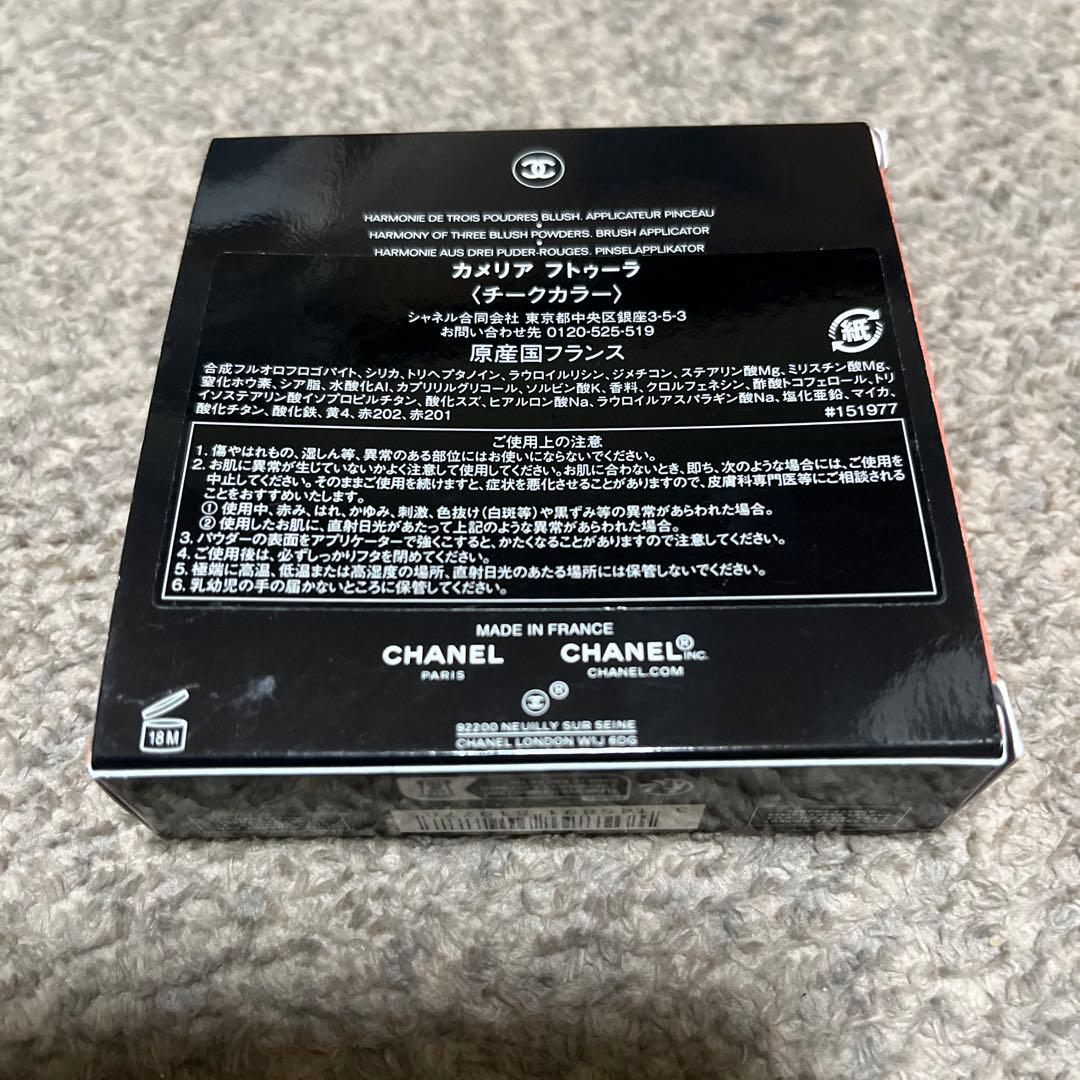 HARMONIE DE TROIS POUDRES BLUSH. APPLICATEUR PINCEAU
HARMONY OF THREE BLUSH POWDERS. BRUSH APPLICATOR
HARMONIE AUS DREI PUDER-ROUGES. PINSELAPPLIKATOR
カメリア フトゥーラ
〈チークカラー〉
シャネル合同会社 東京都中央区銀座3-5-3
お問い合わせ先 0120-525-519
原産国フランス
紙
合成フルオロフロゴパイト、シリカ、トリヘプタノイン、ラウロイルリシン、ジメチコン、ステアリン酸Mg、ミリスチン酸Mg、
窒化ホウ素、シア脂、水酸化Al、カプリリルグリコール、ソルビン酸K、香料、クロルフェネシン、酢酸トコフェロール、トリ
イソステアリン酸イソプロピルチタン、酸化スズ、ヒアルロン酸Na、ラウロイルアスパラギン酸Na、塩化亜鉛、マイカ、
酸化チタン、酸化鉄、黄4、赤202、赤201
#151977
ご使用上の注意
1. 傷やはれもの、湿しん等、異常のある部位にはお使いにならないでください。
2. お肌に異常が生じていないかよく注意して使用してください。お肌に合わないとき、即ち、次のような場合には、ご使用を
中止してください。そのままご使用を続けますと、症状を悪化させることがありますので、皮膚科専門医等にご相談される
ことをおすすめいたします。
① 使用中、赤み、はれ、かゆみ、刺激、色抜け(白斑等)や黒ずみ等の異常があらわれた場合。
② 使用したお肌に、直射日光があたって上記のような異常があらわれた場合。
3. パウダーの表面をアプリケーターで強くこすると、かたくなることがありますので注意してください。
4. ご使用後は、必ずしっかりフタを閉めてください。
5. 極端に高温、低温または高湿度の場所、直射日光のあたる場所には保管しないでください。
6. 乳幼児の手の届かないところに保管してください。
MADE IN FRANCE
CHANEL CHANEL® INC.
PARIS CHANEL.COM
®
18M
92200 NEUILLY SUR SEINE
CHANEL LONDON W1J 6DG